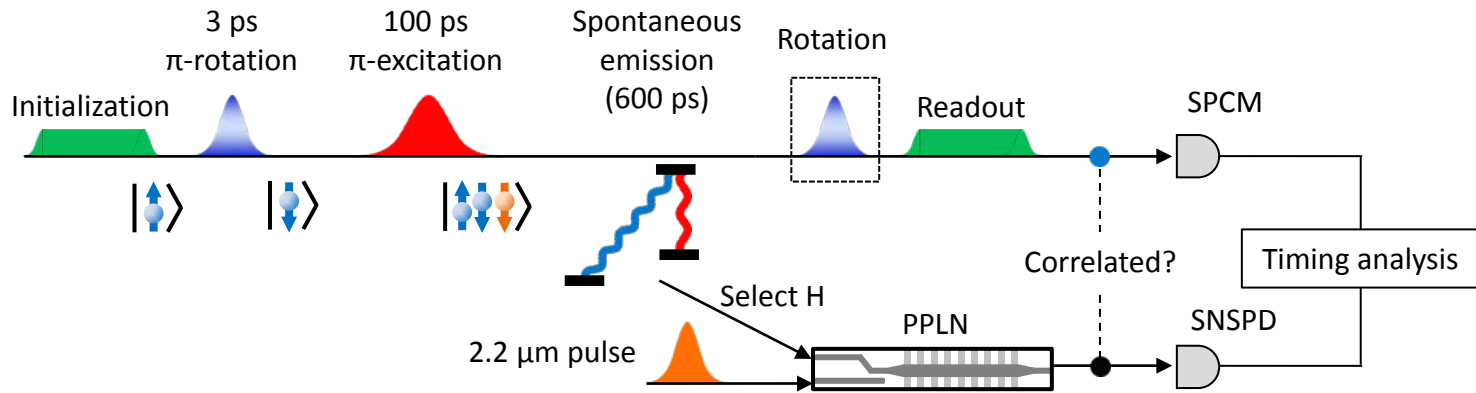 3 ps
π-rotation
100 ps
π-excitation
Spontaneous
emission
(600 ps)
Rotation
Initialization
Readout
SPCM
Correlated?
Timing analysis
Select H
2.2 μm pulse
PPLN
SNSPD